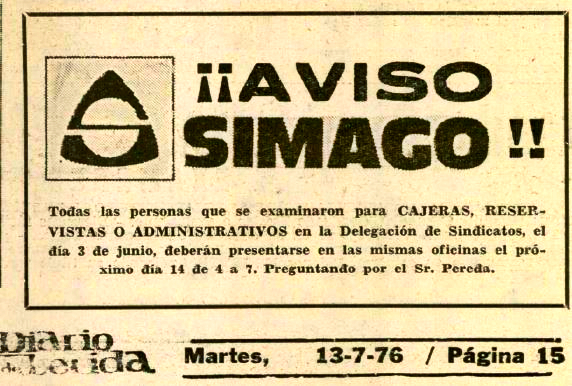 ¡¡AVISO
SIMAGO!!
Todas las personas que se examinaron para CAJERAS, RESER-
VISTAS O ADMINISTRATIVOS en la Delegación de Sindicatos, el
día 3 de junio, deberán presentarse en las mismas oficinas el pró-
ximo día 14 de 4 a 7. Preguntando por el Sr. Pereda.
Diario
de Lerida
Martes, 13-7-76 / Página 15